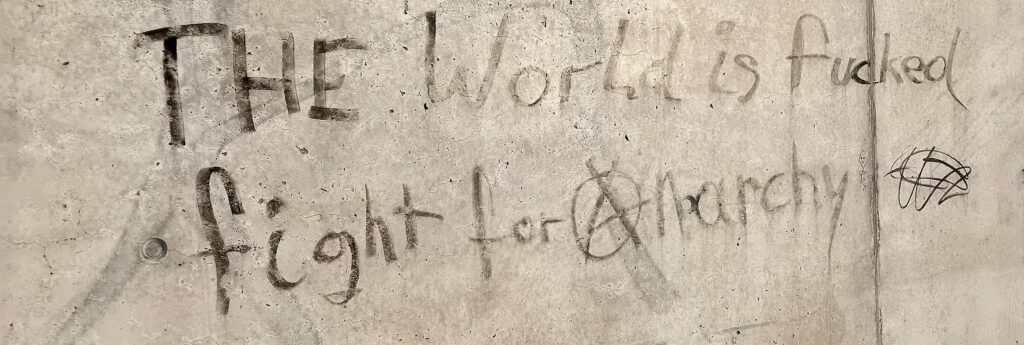 THE World is fucked
fight for Anarchy